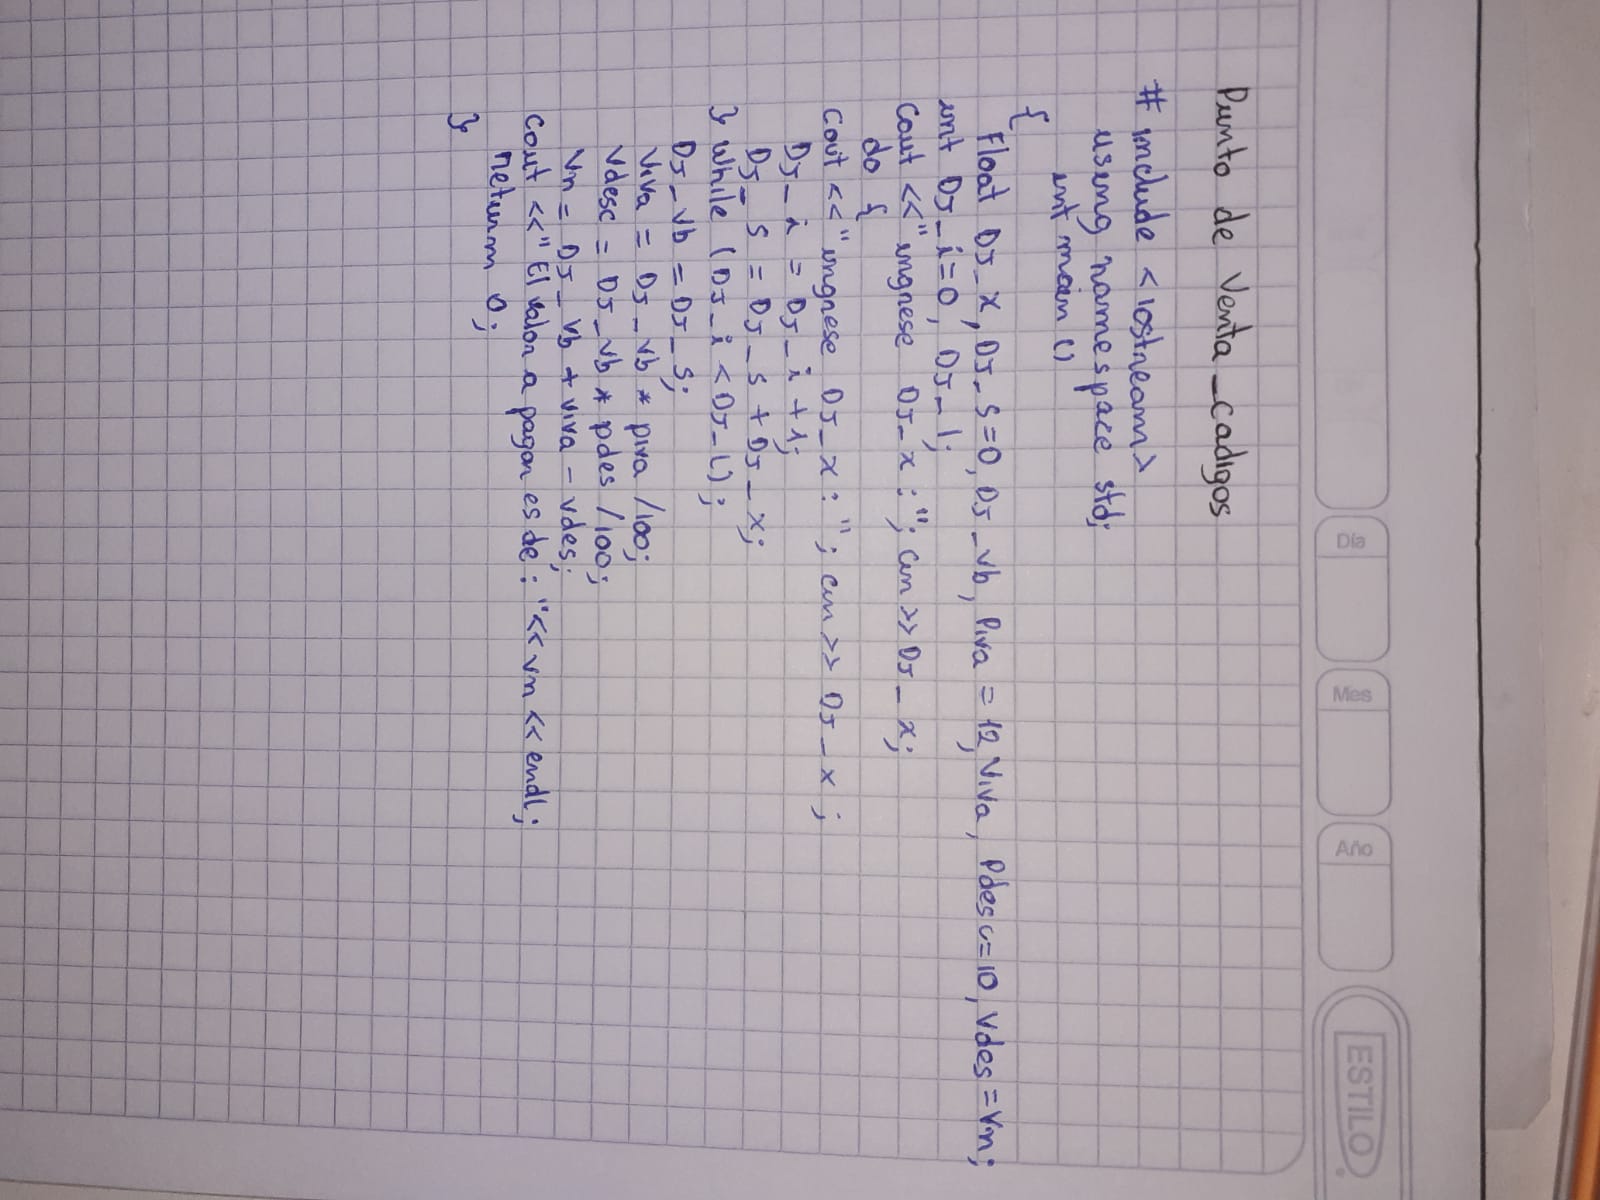 Día
Mes
Año
ESTILO
Punto de Venta_cadigos
# include <iostream>
using namespace std;
int main ()
{
Float DJ_x, DJ_s=0, DJ_vb, Piva = 12, Viva, Pdesc=10, Vdes=Vn;
int DJ_i=0, DJ_l;
cout <<"ingrese DJ_x :"; cin >> DJ_x;
do {
cout <<"ingrese DJ_x : "; cin >> DJ_x ;
DJ_i = DJ_i +1;
DJ_s = DJ_s + DJ_x;
} while (DJ_i < DJ_L);
DJ_vb = DJ_s;
Viva = DJ_vb * piva /100;
Vdesc = DJ_vb * pdes /100;
Vn = DJ_vb + viva - vdes;
cout <<" El valor a pagar es de : "<< vn << endl;
return 0;
}